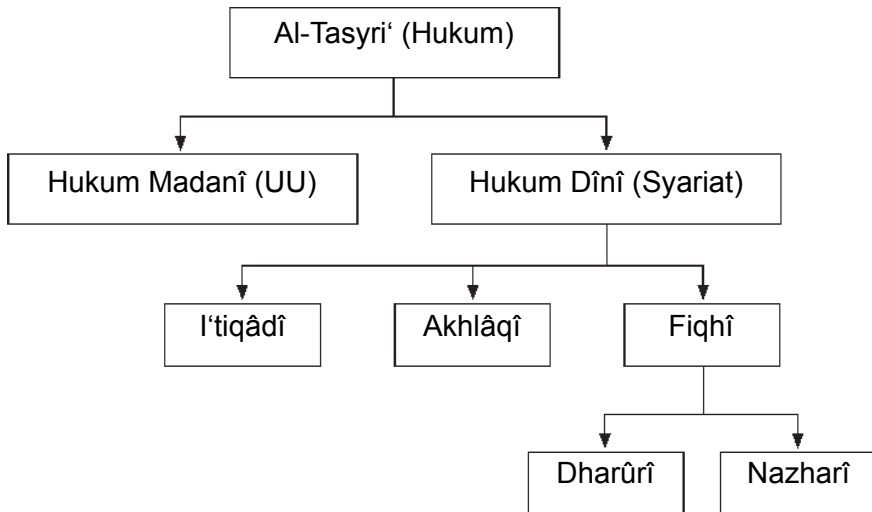 Al-Tasyri‘ (Hukum)
Hukum Madanî (UU)
Hukum Dînî (Syariat)
I‘tiqâdî
Akhlâqî
Fiqhî
Dharûrî
Nazharî